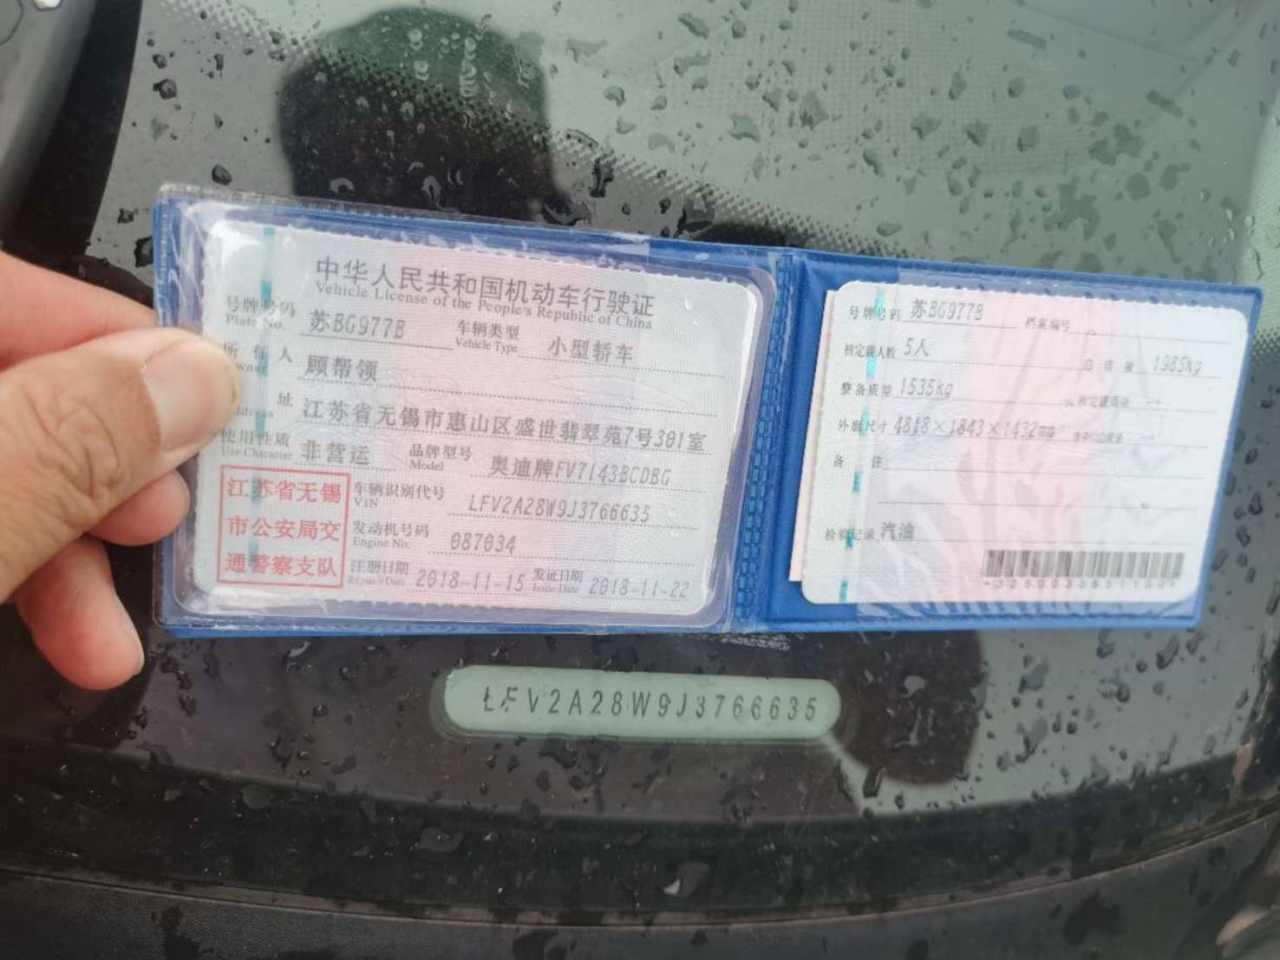 中华人民共和国机动车行驶证
Vehicle License of the People's Republic of China
号牌号码 苏BG977B 车辆类型 小型轿车
Plate No. Vehicle Type
所有人 顾帮领
址 江苏省无锡市惠山区盛世翡翠苑7号301室
使用性质 非营运 品牌型号 奥迪牌FV7143BCDBG
Use Character Model
江苏省无锡
市公安局交
通警察支队
车辆识别代号 LFV2A28W9J3766635
VIN
发动机号码 087034
Engine No.
注册日期 2018-11-15 发证日期 2018-11-22
Register Date Issue Date
号牌号码 苏BG977B 档案编号
核定载人数 5人 总质量 1985kg
整备质量 1535kg 核定载质量 --
外廓尺寸 4818×1843×1432mm --
备注
检验记录 汽油
LFV2A28W9J3766635